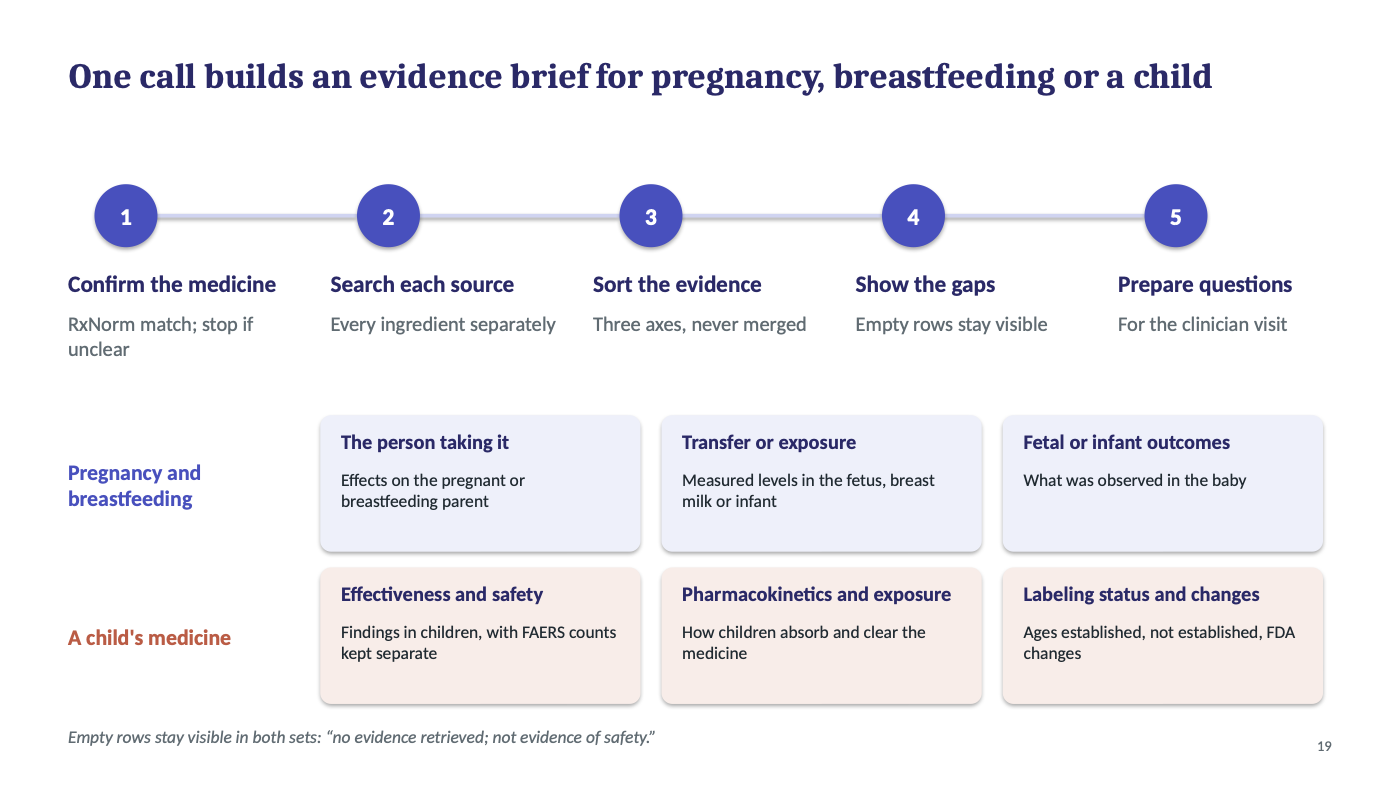 One call builds an evidence brief for pregnancy, breastfeeding or a child
1
2
3
4
5
Confirm the medicine
RxNorm match; stop if
unclear
Search each source
Every ingredient separately
Sort the evidence
Three axes, never merged
Show the gaps
Empty rows stay visible
Prepare questions
For the clinician visit
Pregnancy and
breastfeeding
The person taking it
Effects on the pregnant or
breastfeeding parent
Transfer or exposure
Measured levels in the fetus, breast
milk or infant
Fetal or infant outcomes
What was observed in the baby
A child's medicine
Effectiveness and safety
Findings in children, with FAERS counts
kept separate
Pharmacokinetics and exposure
How children absorb and clear the
medicine
Labeling status and changes
Ages established, not established, FDA
changes
Empty rows stay visible in both sets: “no evidence retrieved; not evidence of safety.”
19